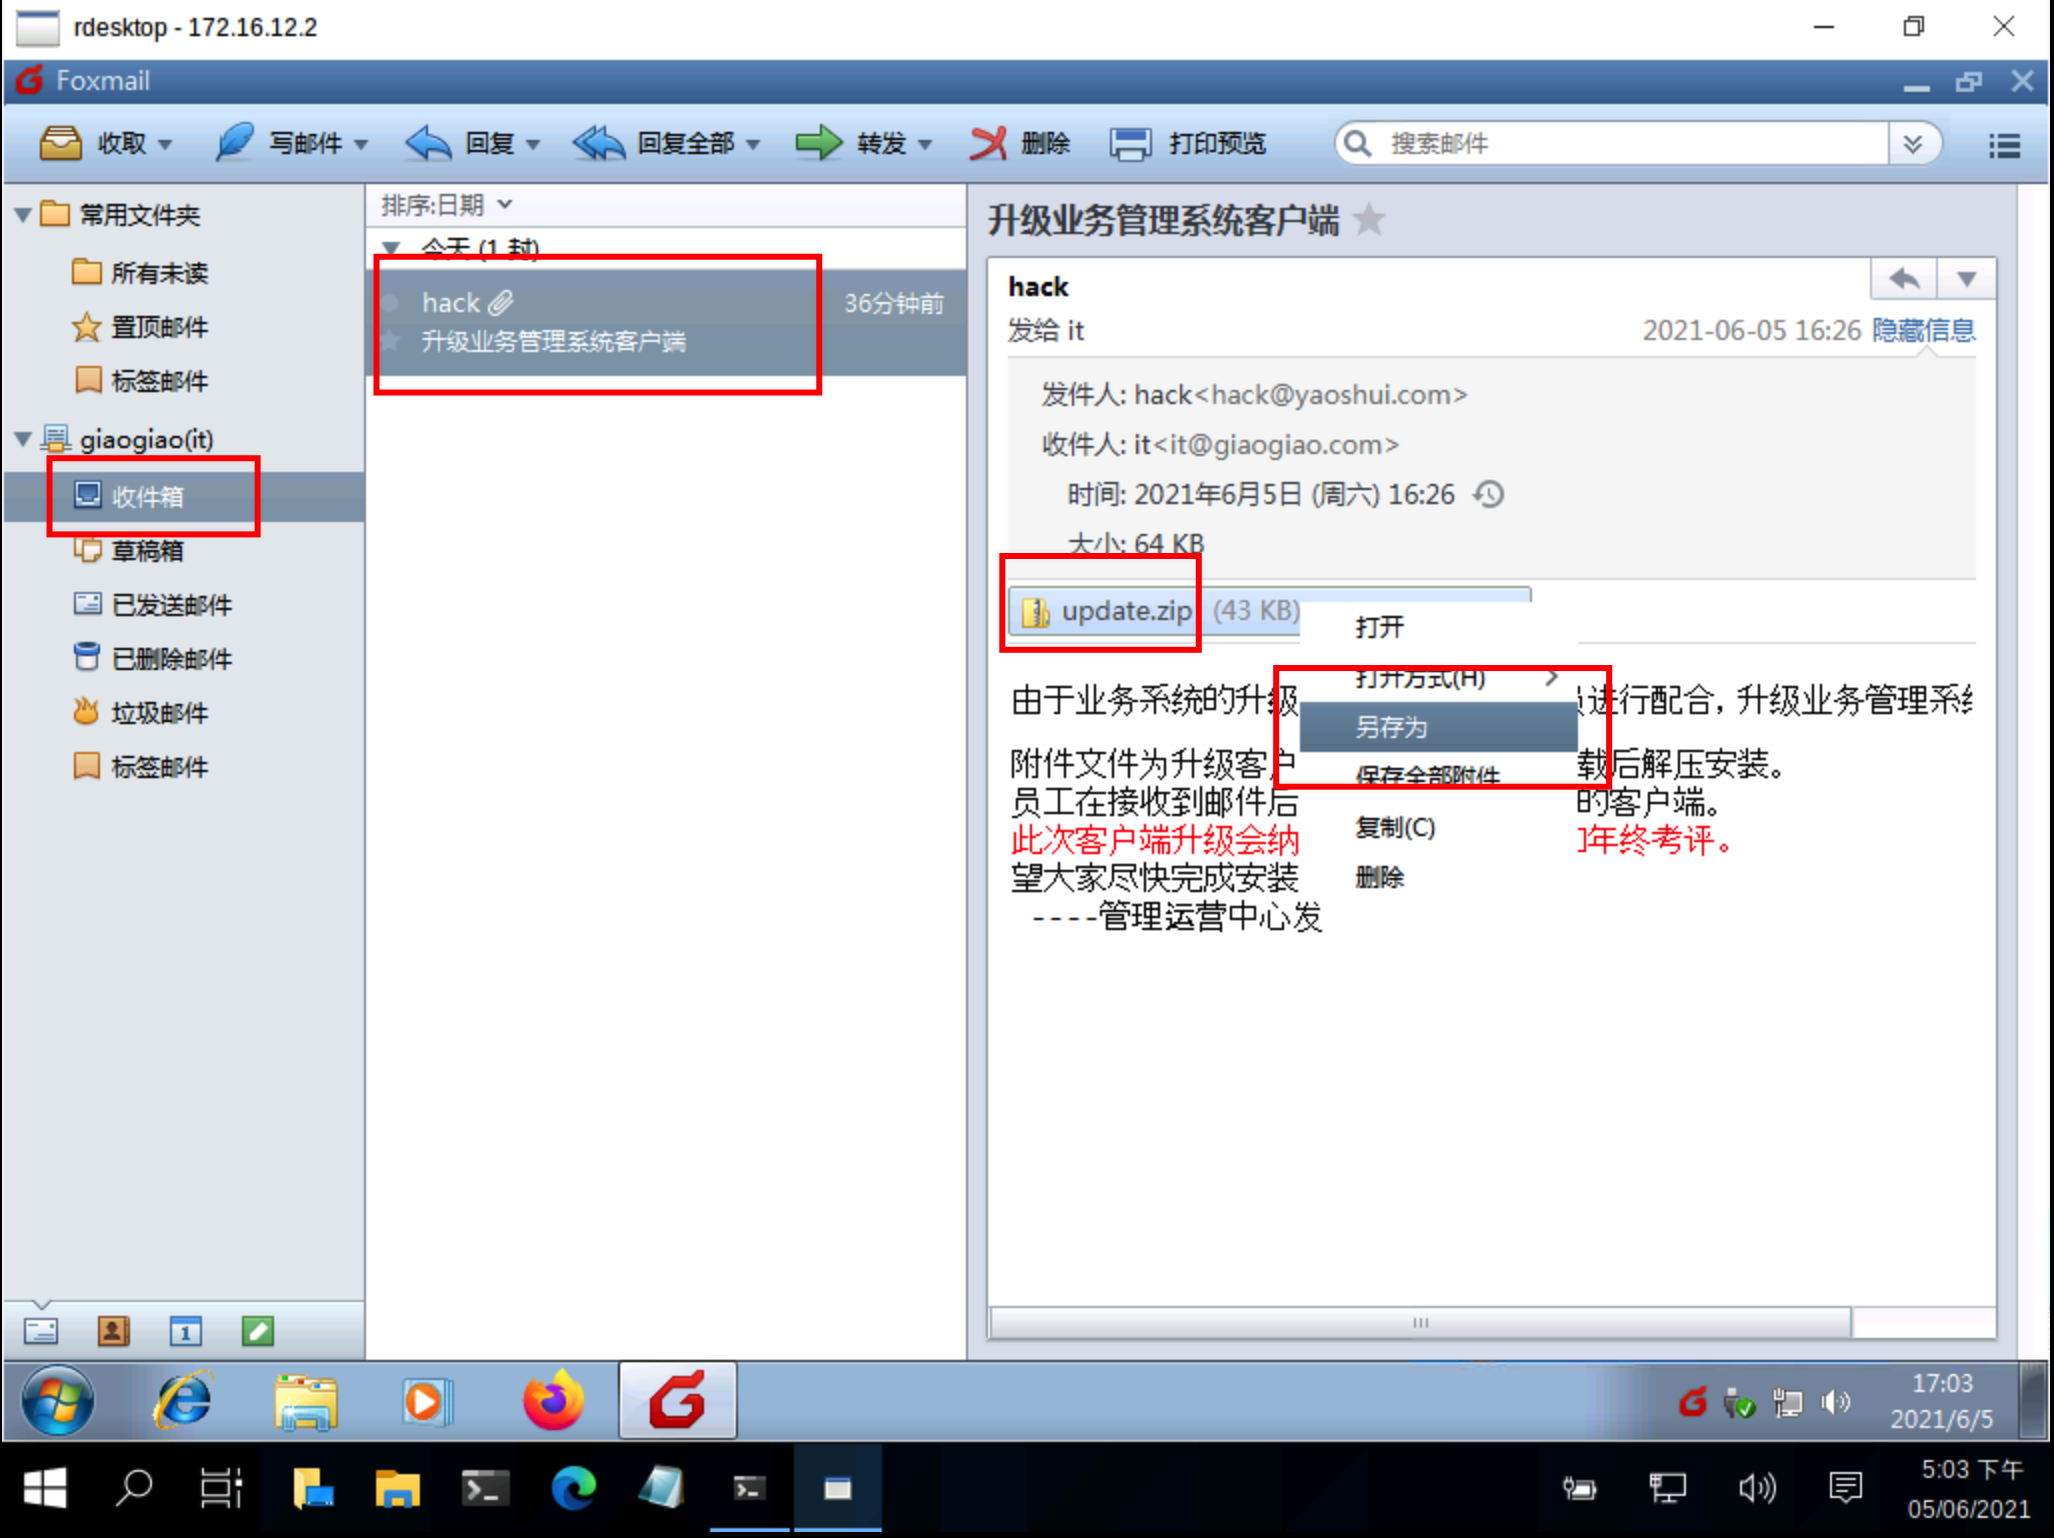 rdesktop - 172.16.12.2
Foxmail
收取 写邮件 回复 回复全部 转发 删除 打印预览 搜索邮件
常用文件夹
所有未读
置顶邮件
标签邮件
giaogiao(it)
收件箱
草稿箱
已发送邮件
已删除邮件
垃圾邮件
标签邮件
排序:日期
今天 (1 封)
hack 36分钟前
升级业务管理系统客户端
升级业务管理系统客户端
hack
发给 it 2021-06-05 16:26 隐藏信息
发件人: hack<hack@yaoshui.com>
收件人: it<it@giaogiao.com>
时间: 2021年6月5日 (周六) 16:26
大小: 64 KB
update.zip (43 KB)
打开
打开方式(H)
另存为
保存全部附件
复制(C)
删除
由于业务系统的升级 进行配合，升级业务管理系
附件文件为升级客户 载后解压安装。
员工在接收到邮件后 的客户端。
此次客户端升级会纳 年终考评。
望大家尽快完成安装
----管理运营中心发
17:03
2021/6/5
5:03 下午
05/06/2021